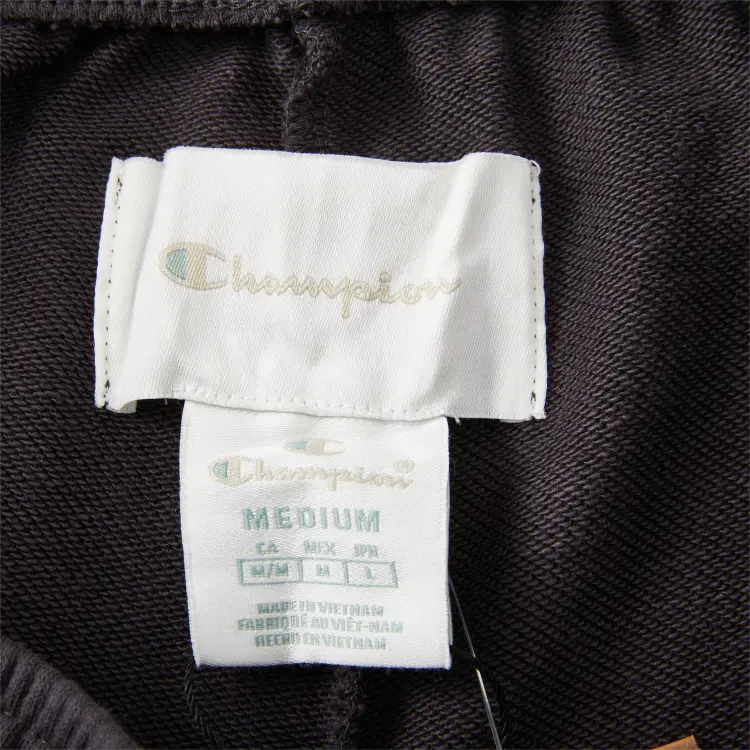 Champion
Champion®
MEDIUM
CA MEX JPN
M/M M L
MADE IN VIETNAM
FABRIQUÉ AU VIÊT-NAM
HECHO EN VIETNAM